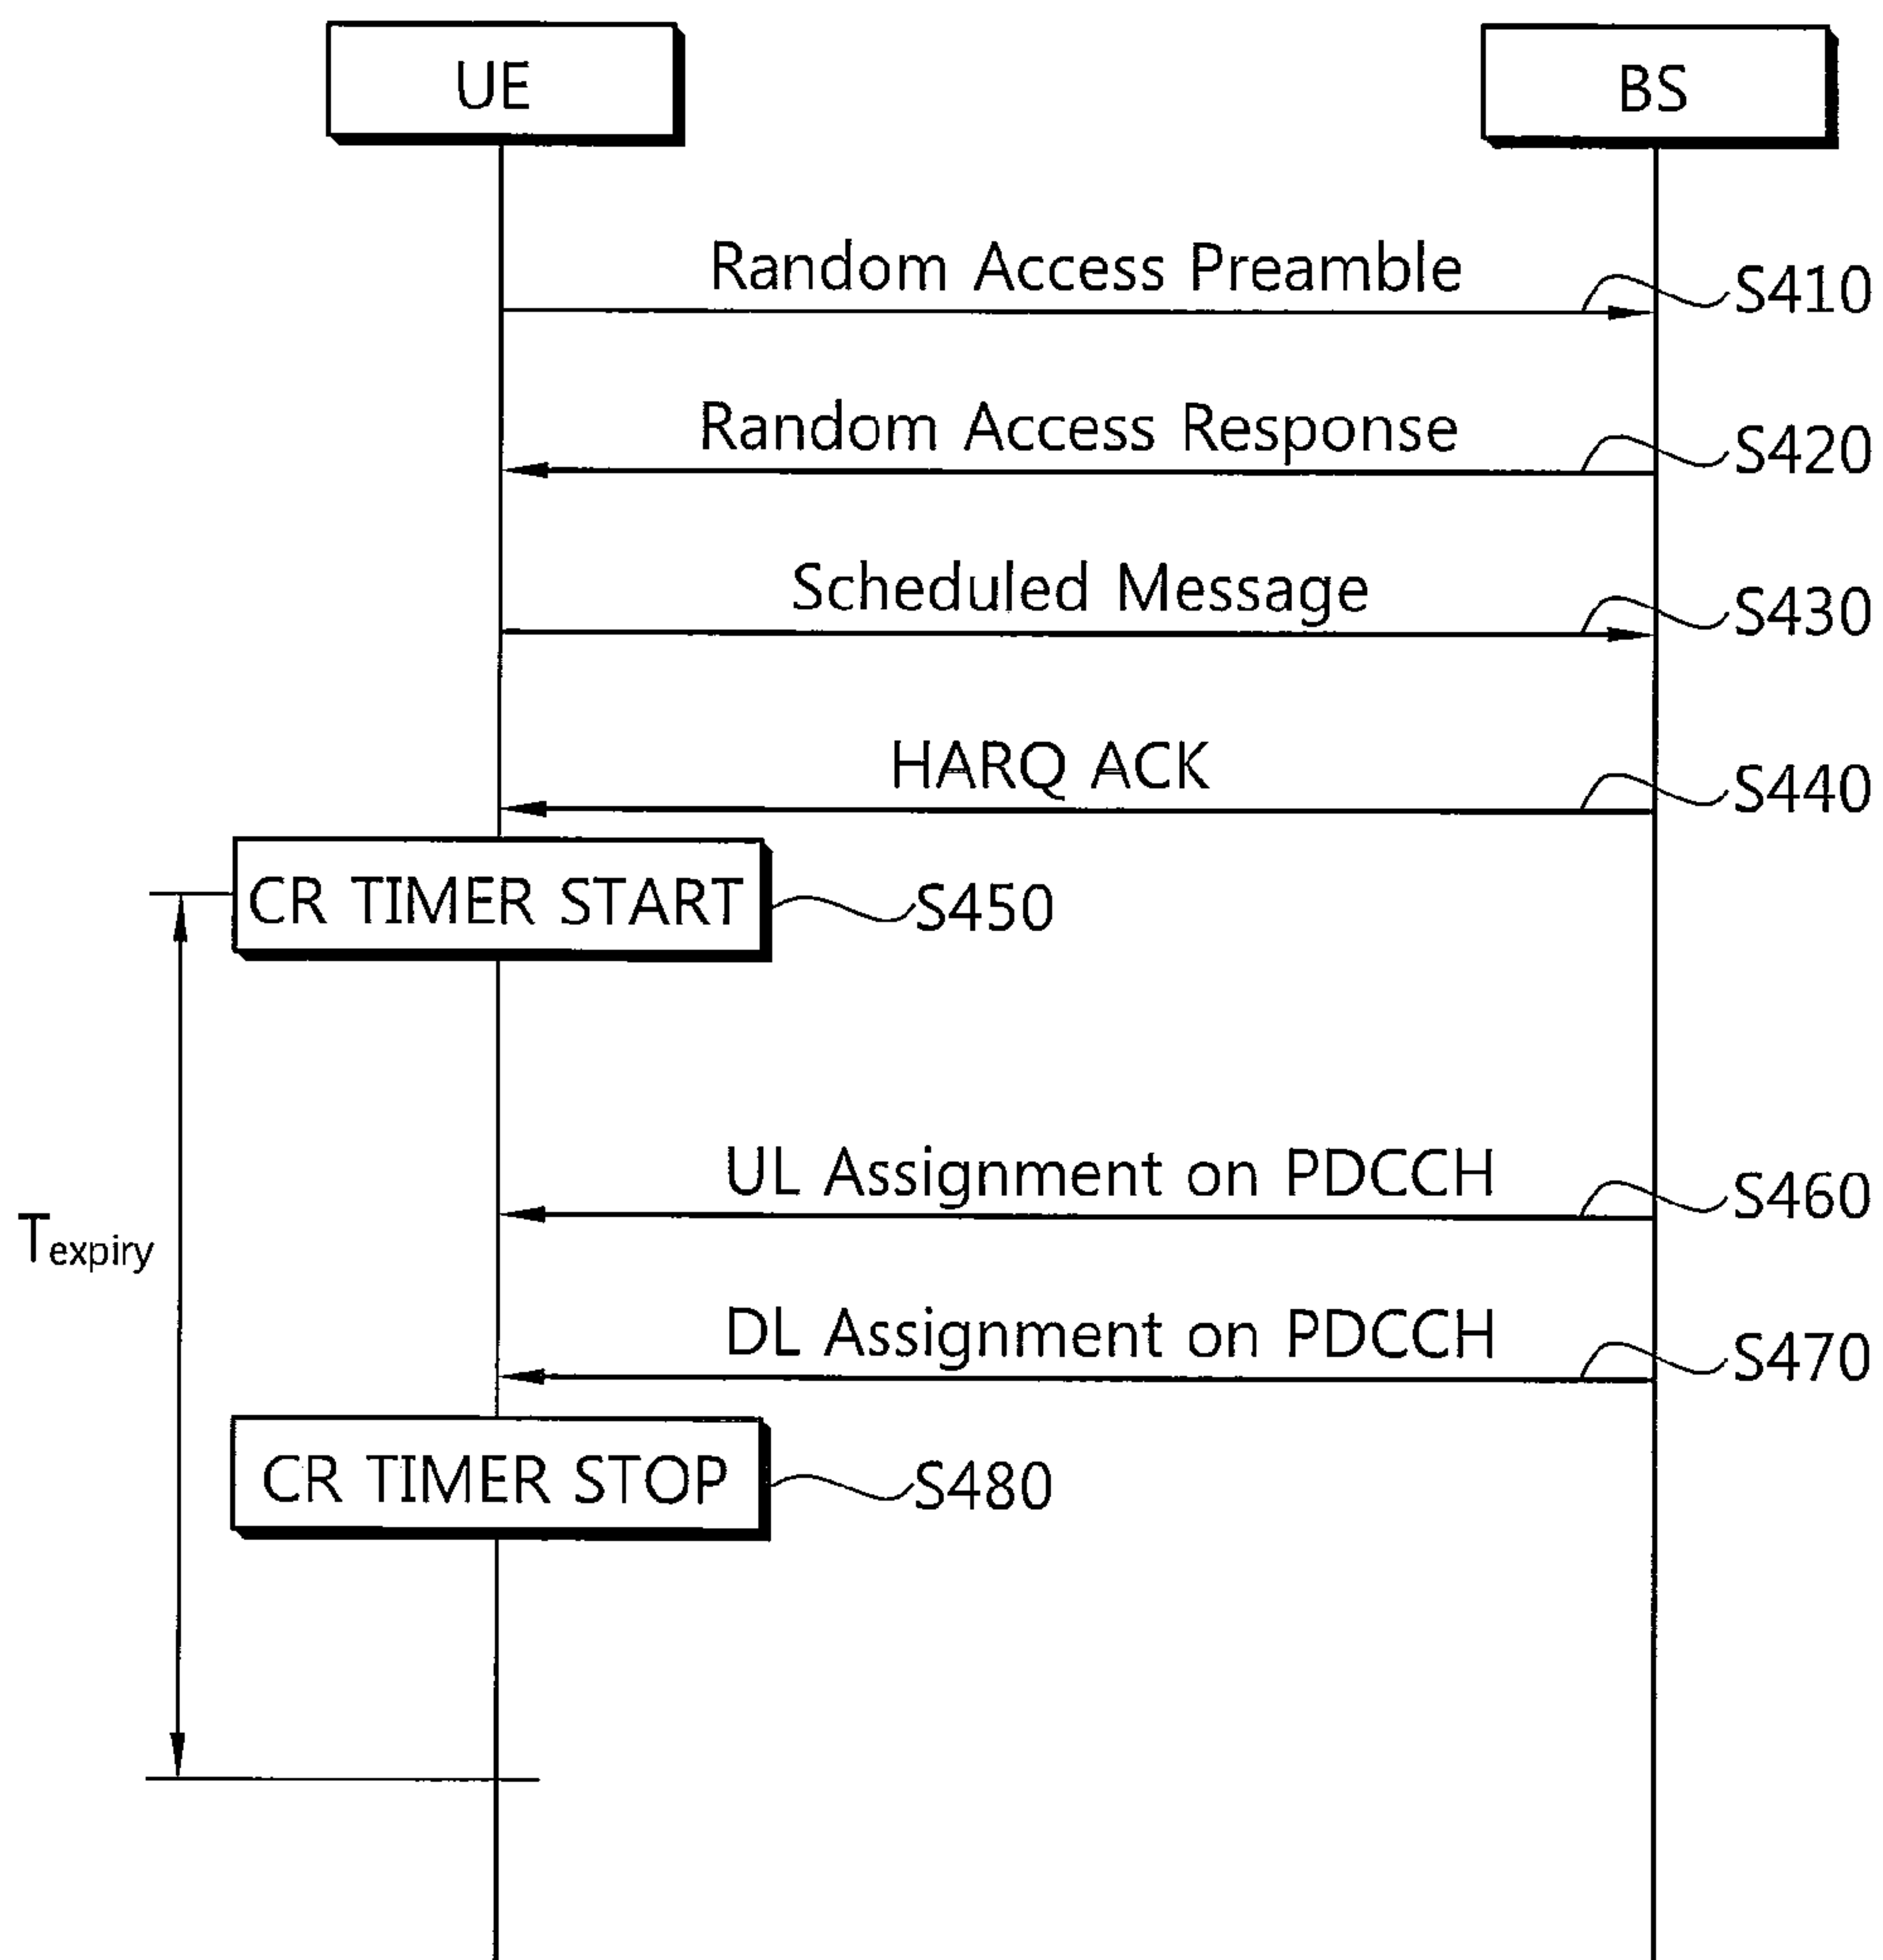 UE
BS
Random Access Preamble
S410
Random Access Response
S420
Scheduled Message
S430
HARQ ACK
S440
CR TIMER START
S450
UL Assignment on PDCCH
S460
Texpiry
DL Assignment on PDCCH
S470
CR TIMER STOP
S480